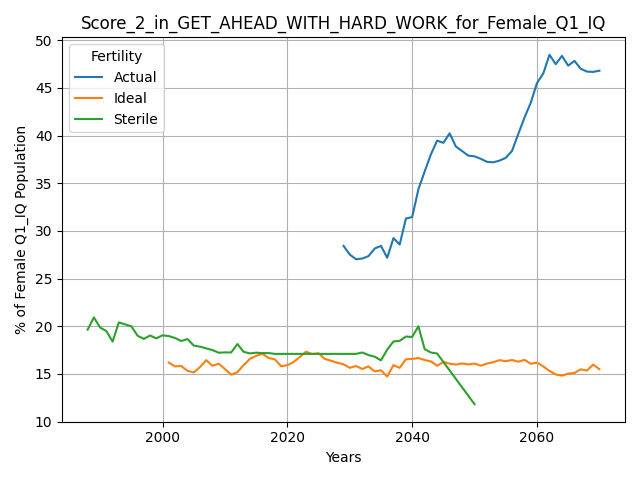 Score_2_in_GET_AHEAD_WITH_HARD_WORK_for_Female_Q1_IQ
Fertility
Actual
Ideal
Sterile
% of Female Q1_IQ Population
50
45
40
35
30
25
20
15
10
2000
2020
2040
2060
Years